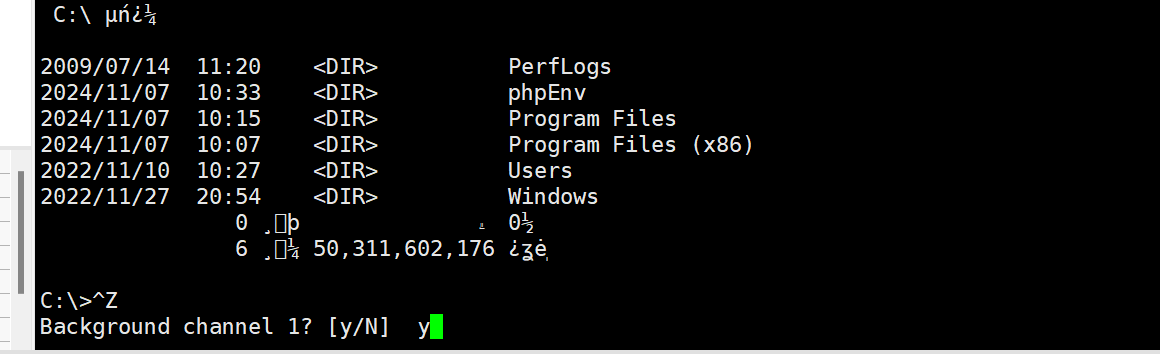 C:\ µń¿¼
2009/07/14  11:20    <DIR>          PerfLogs
2024/11/07  10:33    <DIR>          phpEnv
2024/11/07  10:15    <DIR>          Program Files
2024/11/07  10:07    <DIR>          Program Files (x86)
2022/11/10  10:27    <DIR>          Users
2022/11/27  20:54    <DIR>          Windows
0 þ 0½
6 ¼ 50,311,602,176
C:\>^Z
Background channel 1? [y/N]  y